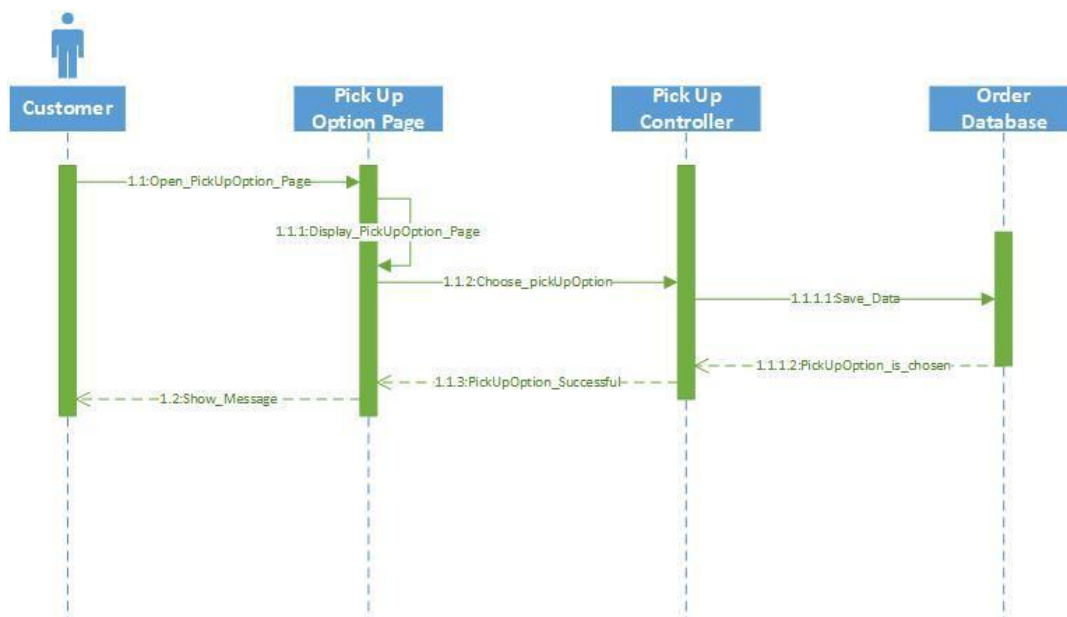 Customer
Pick Up
Option Page
Pick Up
Controller
Order
Database
1.1:Open_PickUpOption_Page
1.1.1:Display_PickUpOption_Page
1.1.2:Choose_pickUpOption
1.1.1.1:Save_Data
1.1.1.2:PickUpOption_is_chosen
1.1.3:PickUpOption_Successful
1.2:Show_Message